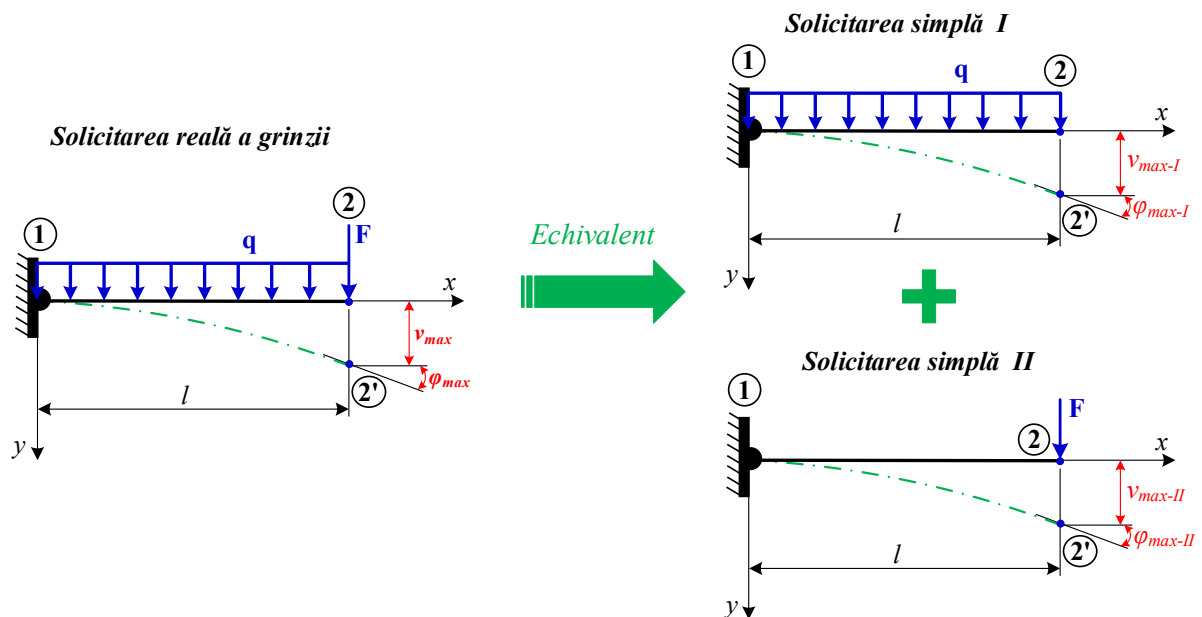 Solicitarea reală a grinzii
1
2
q
F
x
v_max
φ_max
2'
l
y
Echivalent
Solicitarea simplă I
1
2
q
x
v_max-I
φ_max-I
2'
l
y
Solicitarea simplă II
1
F
2
x
v_max-II
φ_max-II
2'
l
y